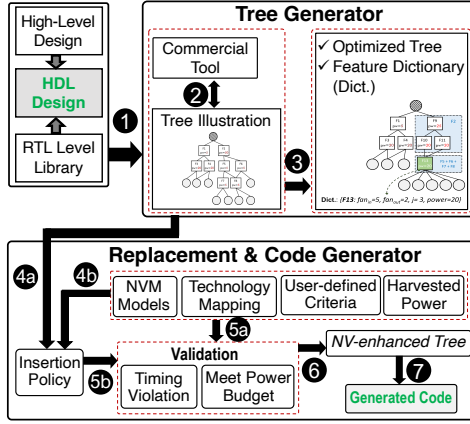 High-Level
Design
HDL
Design
RTL Level
Library
1
Tree Generator
Commercial
Tool
2
Tree Illustration
3
✓ Optimized Tree
✓ Feature Dictionary
(Dict.)
Dict.: {F13: fan_in=5, fan_out=2, j= 3, power=20}
Replacement & Code Generator
4a
4b
NVM
Models
Technology
Mapping
User-defined
Criteria
Harvested
Power
5a
Insertion
Policy
5b
Validation
Timing
Violation
Meet Power
Budget
6
NV-enhanced Tree
7
Generated Code